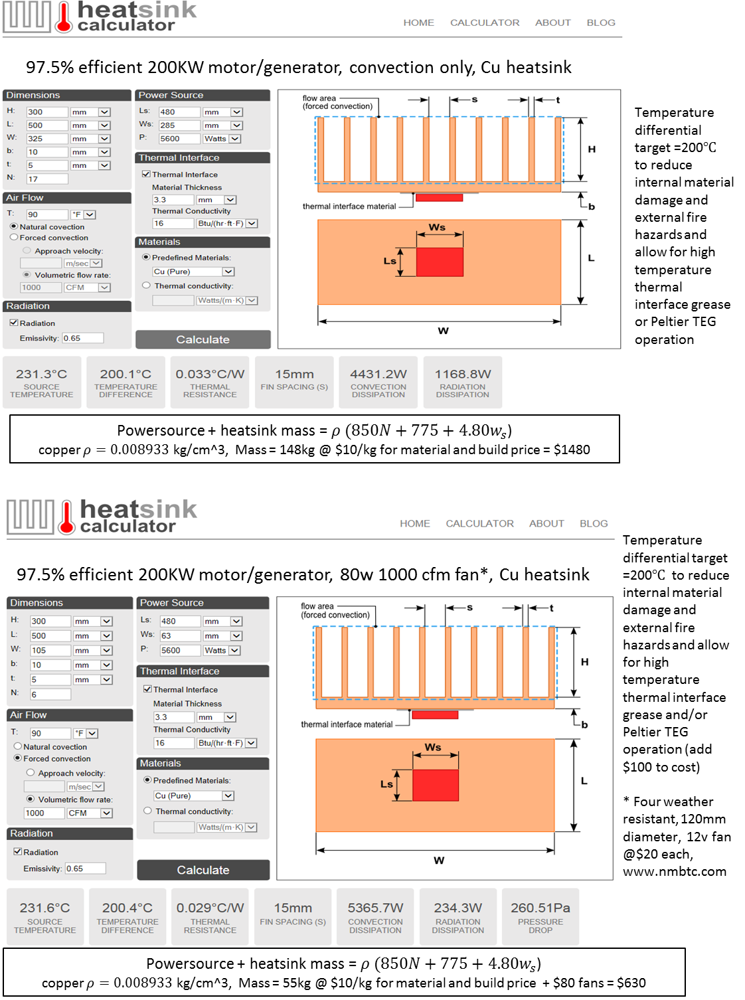 heatsink
calculator
HOME CALCULATOR ABOUT BLOG
97.5% efficient 200KW motor/generator, convection only, Cu heatsink
Dimensions
H: 300 mm
L: 500 mm
W: 325 mm
b: 10 mm
t: 5 mm
N: 17
Air Flow
T: 90 °F
Natural covection
Forced convection
Approach velocity:
m/sec
Volumetric flow rate:
1000 CFM
Radiation
Radiation
Emissivity: 0.65
Power Source
Ls: 480 mm
Ws: 285 mm
P: 5600 Watts
Thermal Interface
Thermal Interface
Material Thickness
3.3 mm
Thermal Conductivity
16 Btu/(hr·ft·F)
Materials
Predefined Materials:
Cu (Pure)
Thermal conductivity:
Watts/(m·K)
Calculate
flow area
(forced convection)
s
t
H
thermal interface material
b
Ws
Ls
L
W
Temperature
differential
target =200℃
to reduce
internal material
damage and
external fire
hazards and
allow for high
temperature
thermal
interface grease
or Peltier TEG
operation
231.3°C
SOURCE
TEMPERATURE
200.1°C
TEMPERATURE
DIFFERENCE
0.033°C/W
THERMAL
RESISTANCE
15mm
FIN SPACING (S)
4431.2W
CONVECTION
DISSIPATION
1168.8W
RADIATION
DISSIPATION
Powersource + heatsink mass = ρ (850N + 775 + 4.80wₛ)
copper ρ = 0.008933 kg/cm^3, Mass = 148kg @ $10/kg for material and build price = $1480
heatsink
calculator
HOME CALCULATOR ABOUT BLOG
97.5% efficient 200KW motor/generator, 80w 1000 cfm fan*, Cu heatsink
Dimensions
H: 300 mm
L: 500 mm
W: 105 mm
b: 10 mm
t: 5 mm
N: 6
Air Flow
T: 90 °F
Natural covection
Forced convection
Approach velocity:
m/sec
Volumetric flow rate:
1000 CFM
Radiation
Radiation
Emissivity: 0.65
Power Source
Ls: 480 mm
Ws: 63 mm
P: 5600 Watts
Thermal Interface
Thermal Interface
Material Thickness
3.3 mm
Thermal Conductivity
16 Btu/(hr·ft·F)
Materials
Predefined Materials:
Cu (Pure)
Thermal conductivity:
Watts/(m·K)
Calculate
flow area
(forced convection)
s
t
H
thermal interface material
b
Ws
Ls
L
W
Temperature
differential target
=200℃ to reduce
internal material
damage and
external fire
hazards and allow
for high
temperature
thermal interface
grease and/or
Peltier TEG
operation (add
$100 to cost)
* Four weather
resistant, 120mm
diameter, 12v fan
@$20 each,
www.nmbtc.com
231.6°C
SOURCE
TEMPERATURE
200.4°C
TEMPERATURE
DIFFERENCE
0.029°C/W
THERMAL
RESISTANCE
15mm
FIN SPACING (S)
5365.7W
CONVECTION
DISSIPATION
234.3W
RADIATION
DISSIPATION
260.51Pa
PRESSURE
DROP
Powersource + heatsink mass = ρ (850N + 775 + 4.80wₛ)
copper ρ = 0.008933 kg/cm^3, Mass = 55kg @ $10/kg for material and build price + $80 fans = $630